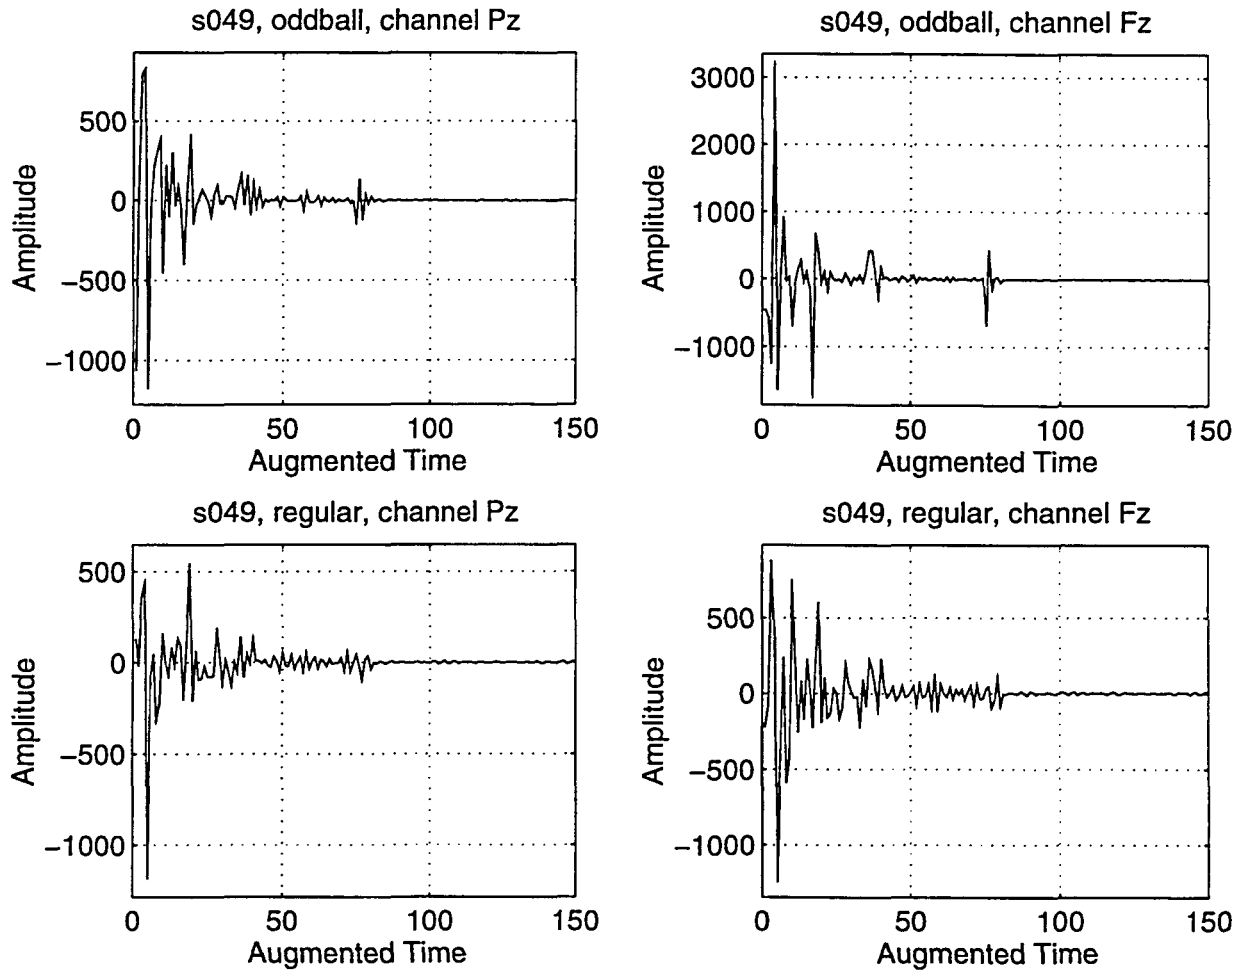 s049, oddball, channel Pz
500
0
−500
−1000
Amplitude
0 50 100 150
Augmented Time
s049, oddball, channel Fz
3000
2000
1000
0
−1000
Amplitude
0 50 100 150
Augmented Time
s049, regular, channel Pz
500
0
−500
−1000
Amplitude
0 50 100 150
Augmented Time
s049, regular, channel Fz
500
0
−500
−1000
Amplitude
0 50 100 150
Augmented Time